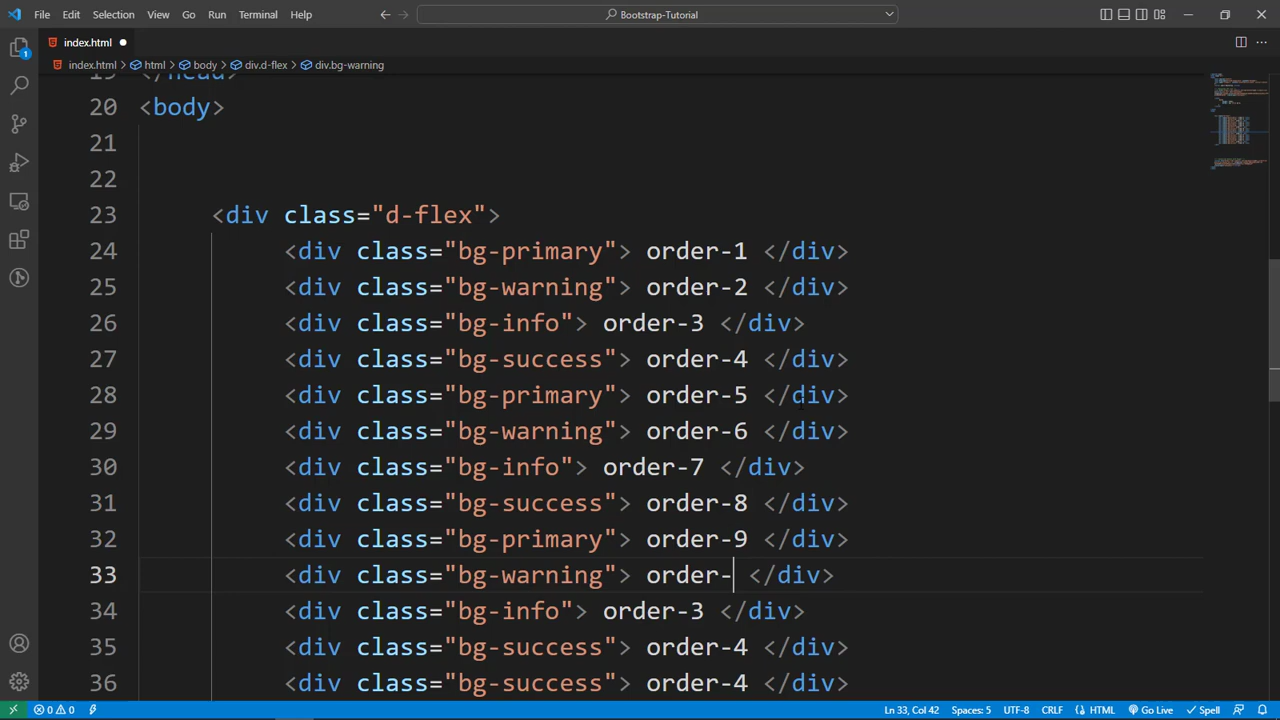 File Edit Selection View Go Run Terminal Help Bootstrap-Tutorial
index.html
index.html html body div.d-flex div.bg-warning
1
19 </head>
20 <body>
21
22
23 <div class="d-flex">
24 <div class="bg-primary"> order-1 </div>
25 <div class="bg-warning"> order-2 </div>
26 <div class="bg-info"> order-3 </div>
27 <div class="bg-success"> order-4 </div>
28 <div class="bg-primary"> order-5 </div>
29 <div class="bg-warning"> order-6 </div>
30 <div class="bg-info"> order-7 </div>
31 <div class="bg-success"> order-8 </div>
32 <div class="bg-primary"> order-9 </div>
33 <div class="bg-warning"> order- </div>
34 <div class="bg-info"> order-3 </div>
35 <div class="bg-success"> order-4 </div>
36 <div class="bg-success"> order-4 </div>
0 0 Ln 33, Col 42 Spaces: 5 UTF-8 CRLF HTML Go Live Spell